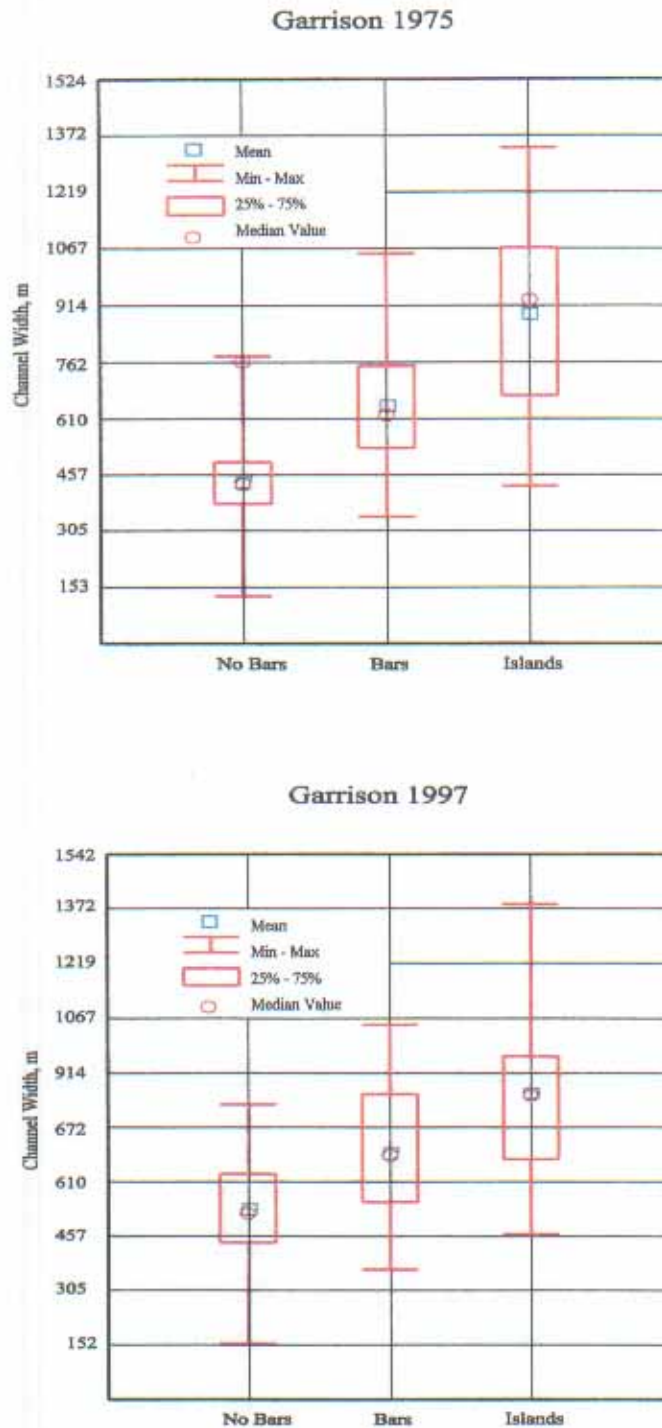 Garrison 1975
1524
1372
1219
1067
914
762
610
457
305
153
Channel Width, m
Mean
Min - Max
25% - 75%
Median Value
No Bars Bars Islands
Garrison 1997
1542
1372
1219
1067
914
672
610
457
305
152
Channel Width, m
Mean
Min - Max
25% - 75%
Median Value
No Bars Bars Islands